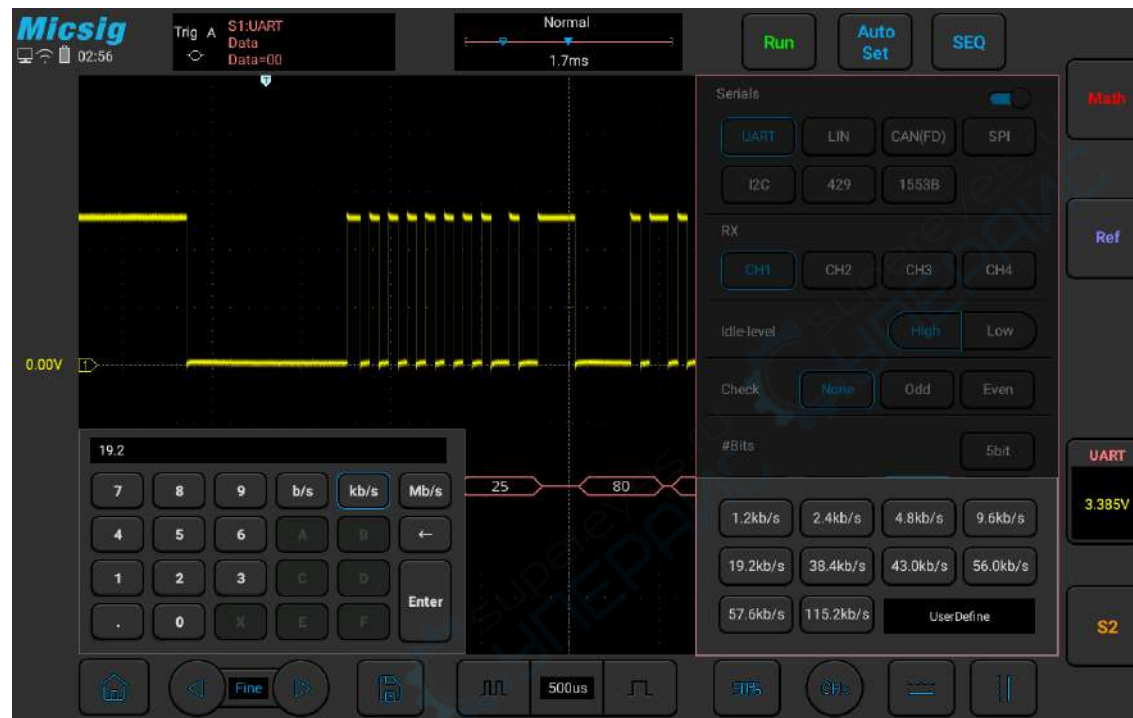 Micsig
02:56
Trig A S1:UART
Data
Data=00
Normal
1.7ms
Run
Auto
Set
SEQ
T
Serials
UART LIN CAN(FD) SPI
I2C 429 1553B
RX
CH1 CH2 CH3 CH4
Idle-level High Low
Check None Odd Even
#Bits 5bit
Math
Ref
0.00V 1
19.2
7 8 9 b/s kb/s Mb/s
4 5 6 A B ←
1 2 3 C D Enter
. 0 X E F
25 80
1.2kb/s 2.4kb/s 4.8kb/s 9.6kb/s
19.2kb/s 38.4kb/s 43.0kb/s 56.0kb/s
57.6kb/s 115.2kb/s UserDefine
UART
3.385V
S2
Fine
500us
50%
supereyes.ru